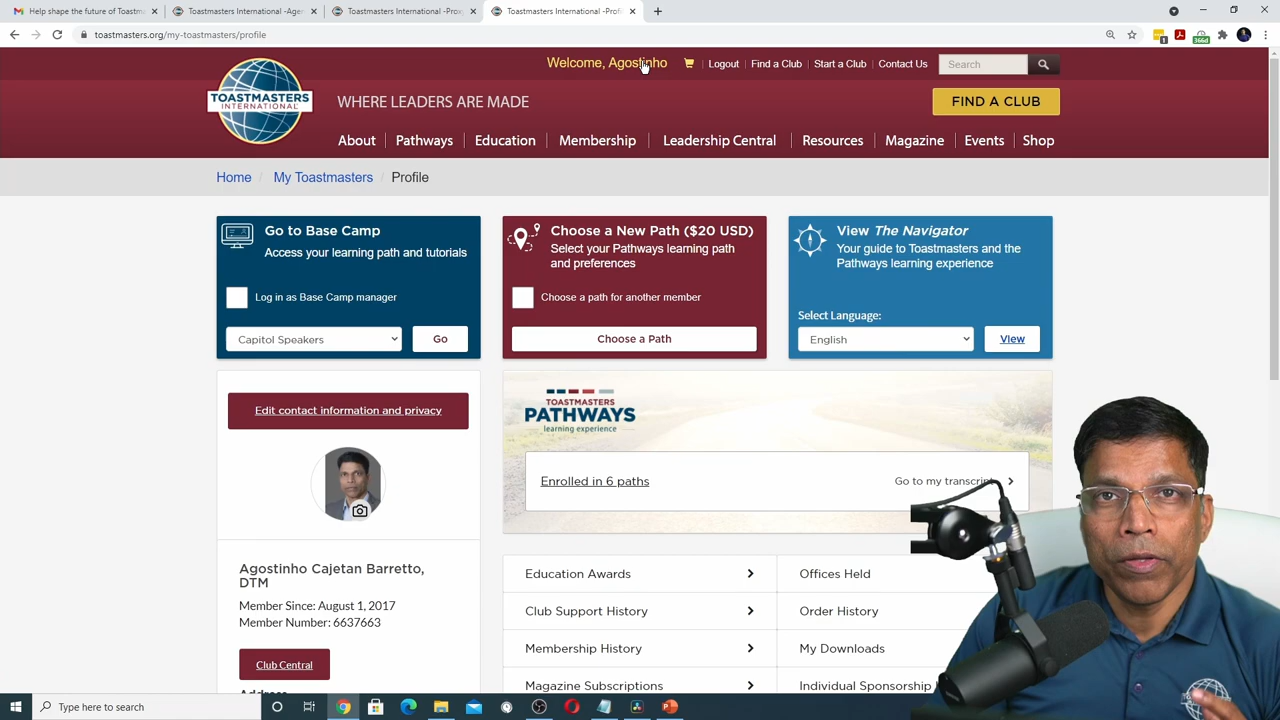 Help shape the future of Toastm
Toastmasters International -Agen
Toastmasters International -Prox
Toastmasters International -Prof
toastmasters.org/my-toastmasters/profile
366d
Welcome, Agostinho
Logout
Find a Club
Start a Club
Contact Us
Search
TOASTMASTERS
INTERNATIONAL
WHERE LEADERS ARE MADE
FIND A CLUB
About
Pathways
Education
Membership
Leadership Central
Resources
Magazine
Events
Shop
Home / My Toastmasters / Profile
Go to Base Camp
Access your learning path and tutorials
Log in as Base Camp manager
Capitol Speakers
Go
Choose a New Path ($20 USD)
Select your Pathways learning path
and preferences
Choose a path for another member
Choose a Path
View The Navigator
Your guide to Toastmasters and the
Pathways learning experience
Select Language:
English
View
Edit contact information and privacy
TOASTMASTERS
PATHWAYS
learning experience
Enrolled in 6 paths
Go to my transcript
Agostinho Cajetan Barretto,
DTM
Member Since: August 1, 2017
Member Number: 6637663
Club Central
Address
Education Awards
Offices Held
Club Support History
Order History
Membership History
My Downloads
Magazine Subscriptions
Individual Sponsorship
Type here to search